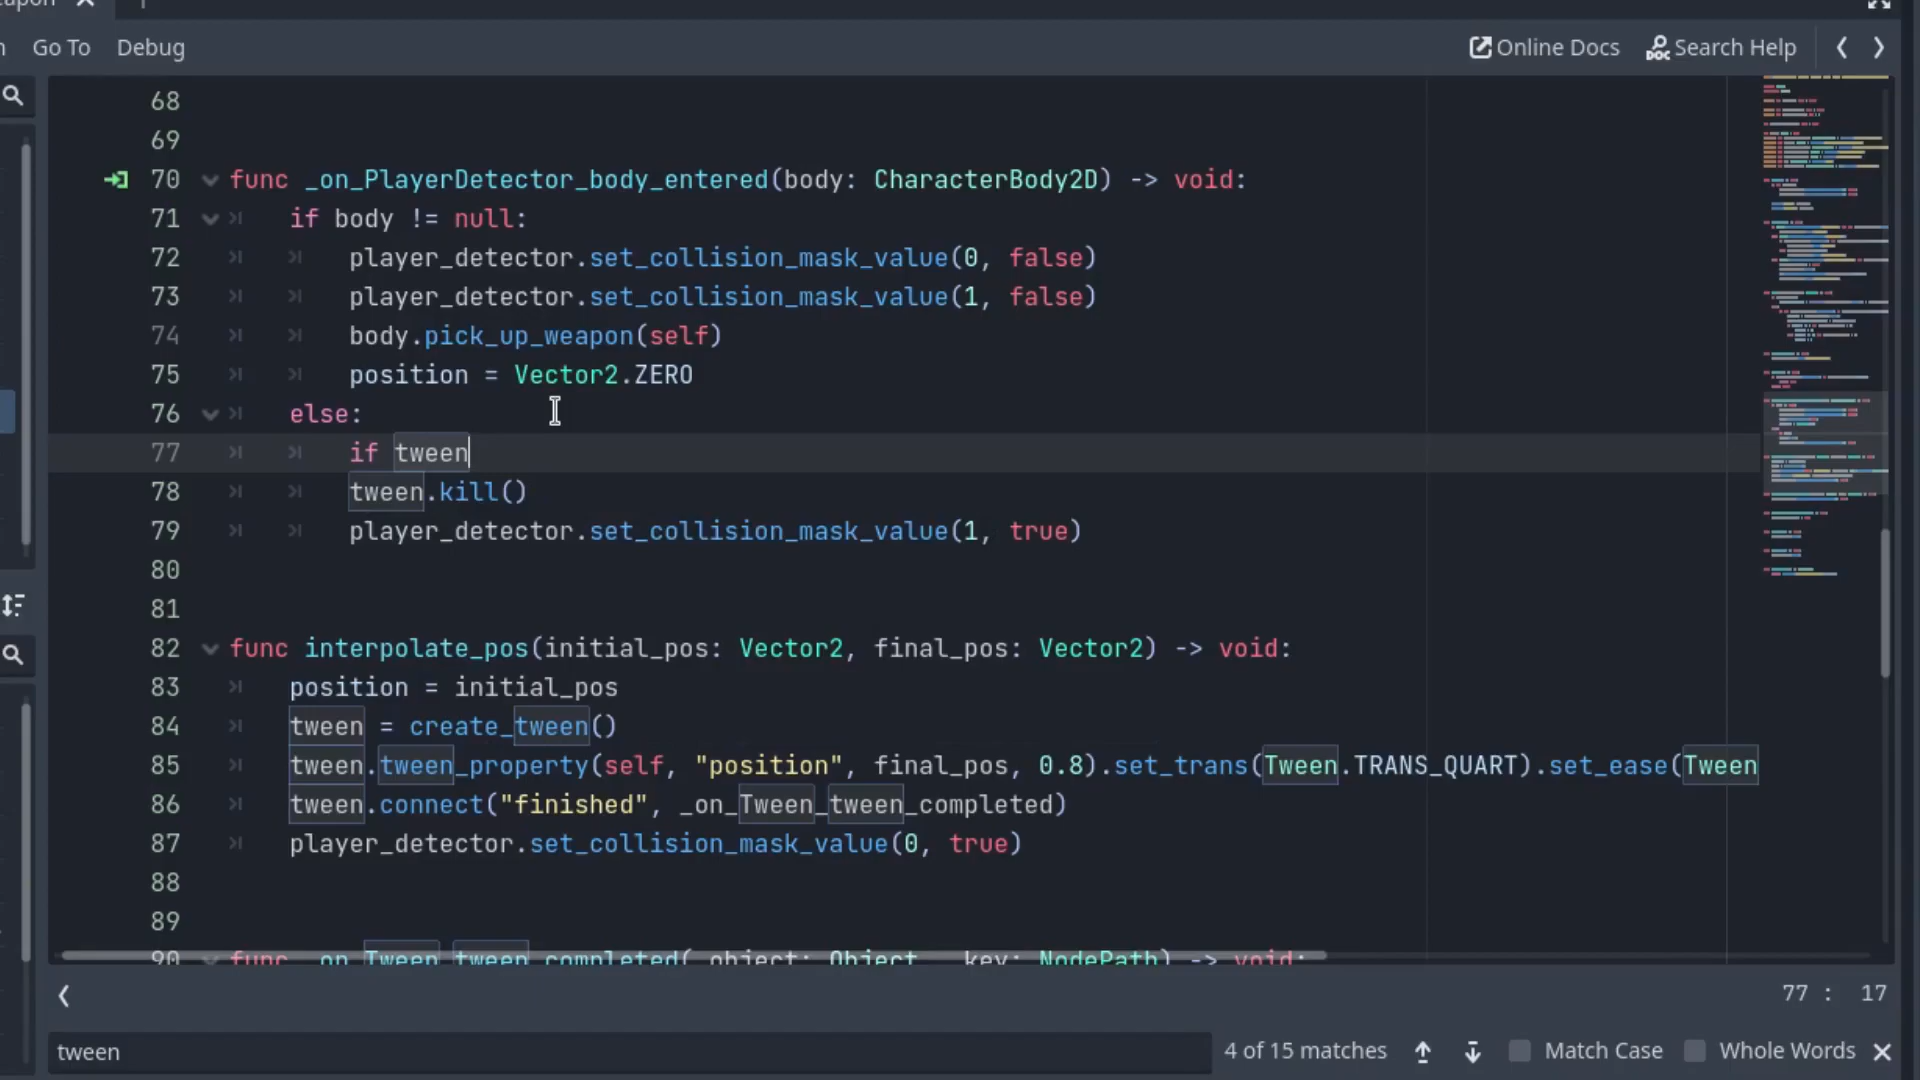 Go To Debug Online Docs Search Help
68
69
70 func _on_PlayerDetector_body_entered(body: CharacterBody2D) -> void:
71 if body != null:
72 player_detector.set_collision_mask_value(0, false)
73 player_detector.set_collision_mask_value(1, false)
74 body.pick_up_weapon(self)
75 position = Vector2.ZERO
76 else:
77 if tween
78 tween.kill()
79 player_detector.set_collision_mask_value(1, true)
80
81
82 func interpolate_pos(initial_pos: Vector2, final_pos: Vector2) -> void:
83 position = initial_pos
84 tween = create_tween()
85 tween.tween_property(self, "position", final_pos, 0.8).set_trans(Tween.TRANS_QUART).set_ease(Tween
86 tween.connect("finished", _on_Tween_tween_completed)
87 player_detector.set_collision_mask_value(0, true)
88
89
90 func _on_Tween_tween_completed(_object: Object, _key: NodePath) -> void:
77 : 17
tween 4 of 15 matches Match Case Whole Words